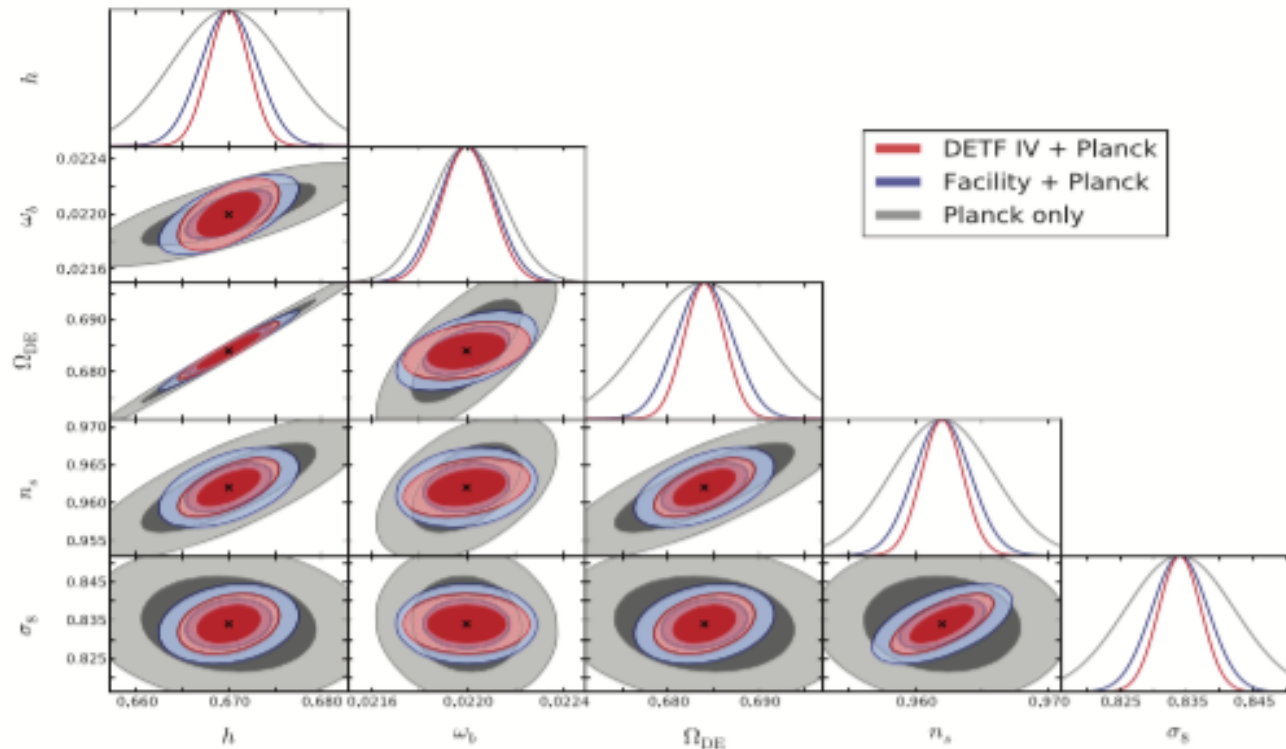 h
0.0224
0.0220
0.0216
ω_b
DETF IV + Planck
Facility + Planck
Planck only
0.690
0.680
Ω_DE
0.970
0.965
0.960
0.955
n_s
0.845
0.835
0.825
σ_8
0.660 0.670 0.680 0.0216 0.0220 0.0224 0.680 0.690 0.960 0.970 0.825 0.835 0.845
h ω_b Ω_DE n_s σ_8